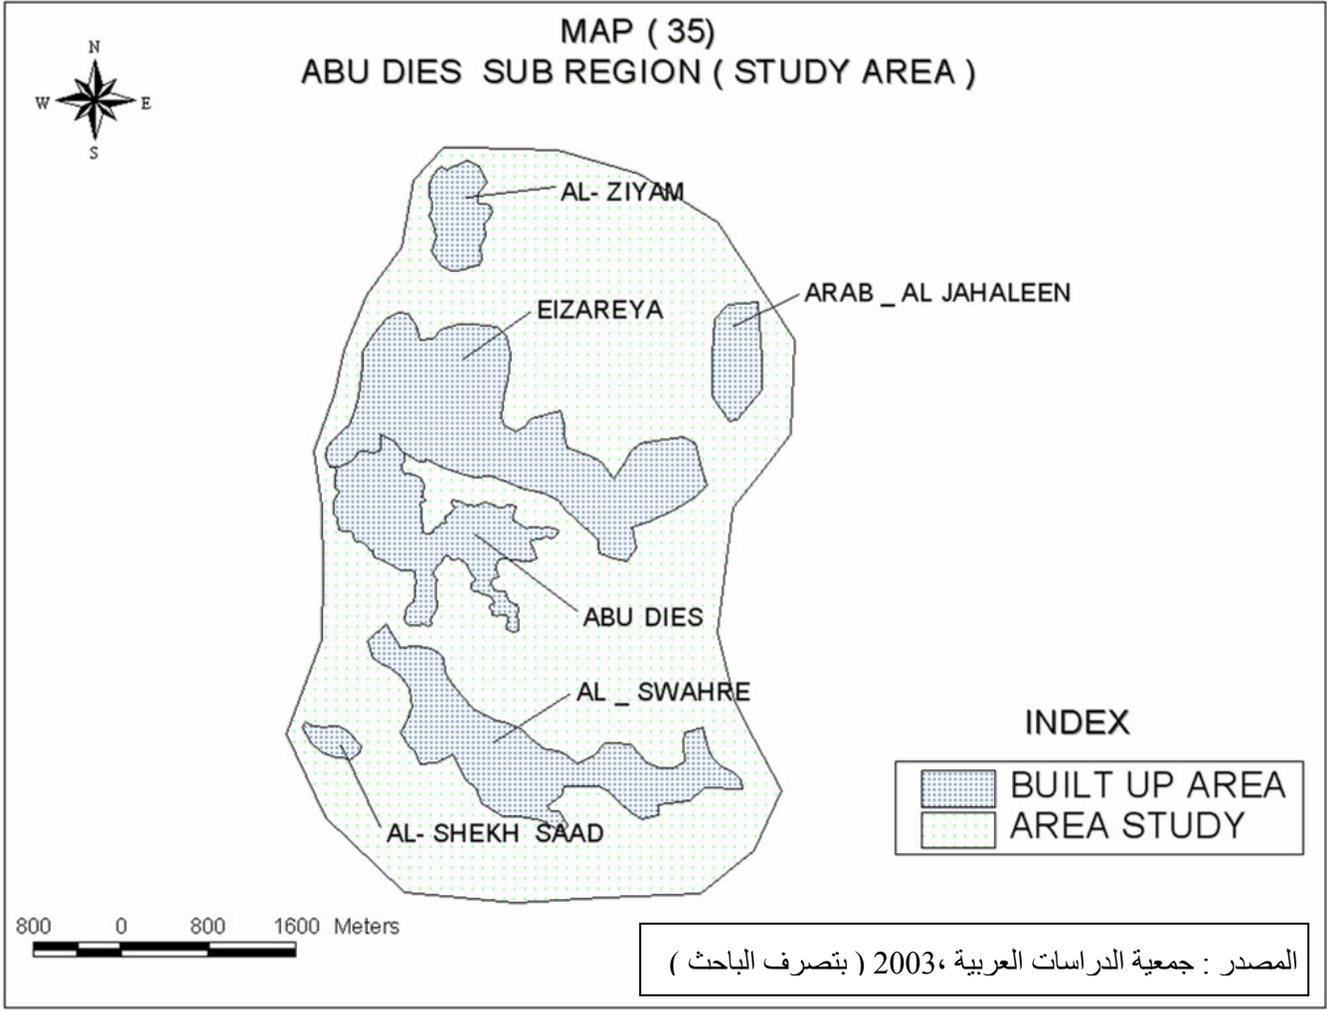 MAP ( 35)
ABU DIES SUB REGION ( STUDY AREA )
N
W E
S
AL- ZIYAM
ARAB _ AL JAHALEEN
EIZAREYA
ABU DIES
AL _ SWAHRE
AL- SHEKH SAAD
INDEX
BUILT UP AREA
AREA STUDY
800 0 800 1600 Meters
المصدر : جمعية الدراسات العربية ،2003 ( بتصرف الباحث )